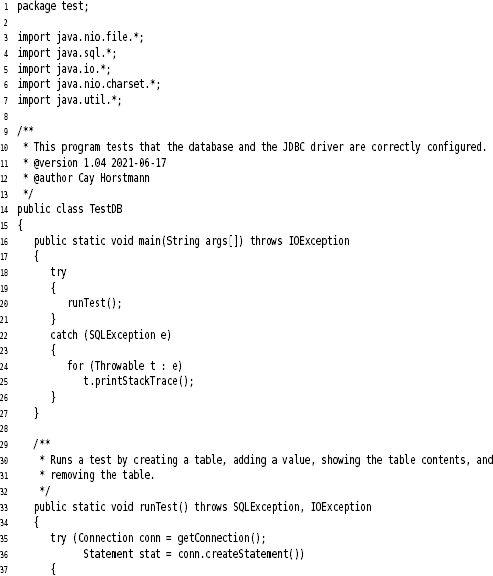 1 package test;
2
3 import java.nio.file.*;
4 import java.sql.*;
5 import java.io.*;
6 import java.nio.charset.*;
7 import java.util.*;
8
9 /**
10  * This program tests that the database and the JDBC driver are correctly configured.
11  * @version 1.04 2021-06-17
12  * @author Cay Horstmann
13  */
14 public class TestDB
15 {
16    public static void main(String args[]) throws IOException
17    {
18       try
19       {
20          runTest();
21       }
22       catch (SQLException e)
23       {
24          for (Throwable t : e)
25             t.printStackTrace();
26       }
27    }
28
29    /**
30     * Runs a test by creating a table, adding a value, showing the table contents, and
31     * removing the table.
32     */
33    public static void runTest() throws SQLException, IOException
34    {
35       try (Connection conn = getConnection();
36             Statement stat = conn.createStatement())
37       {